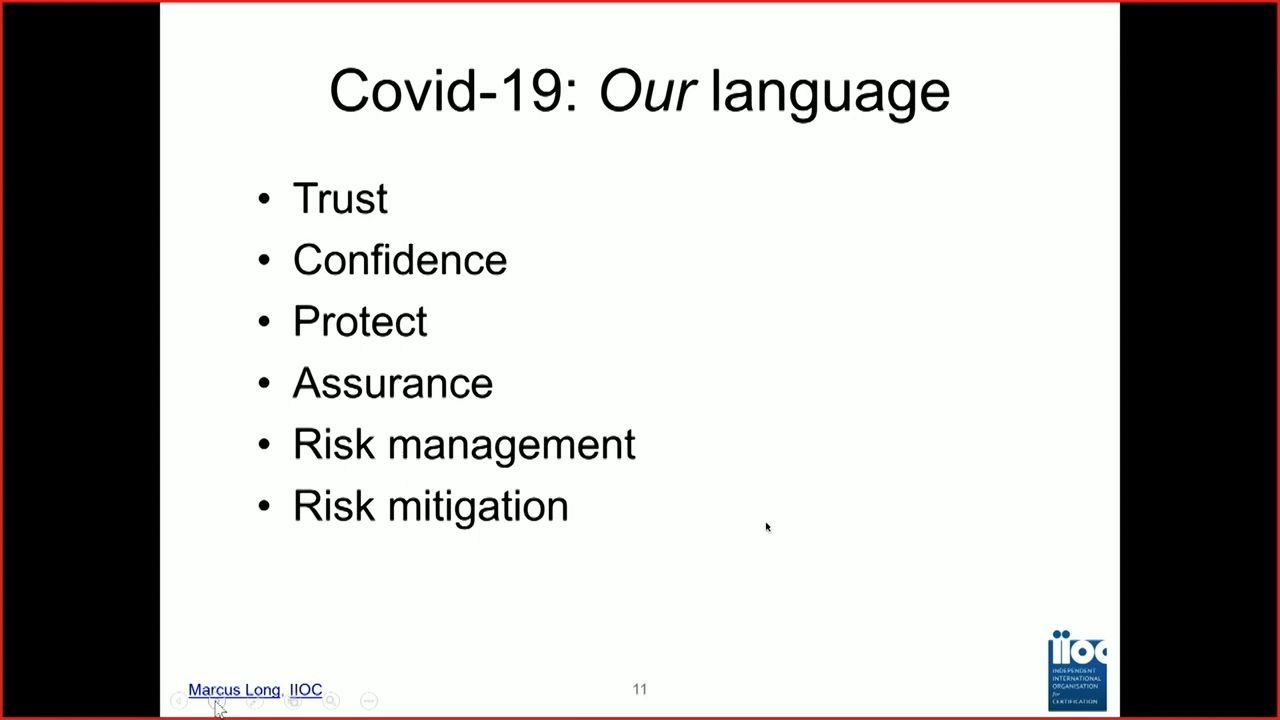 Covid-19: Our language
• Trust
• Confidence
• Protect
• Assurance
• Risk management
• Risk mitigation
Marcus Long, IIOC
11
iioc
INDEPENDENT
INTERNATIONAL
ORGANISATION
for
CERTIFICATION